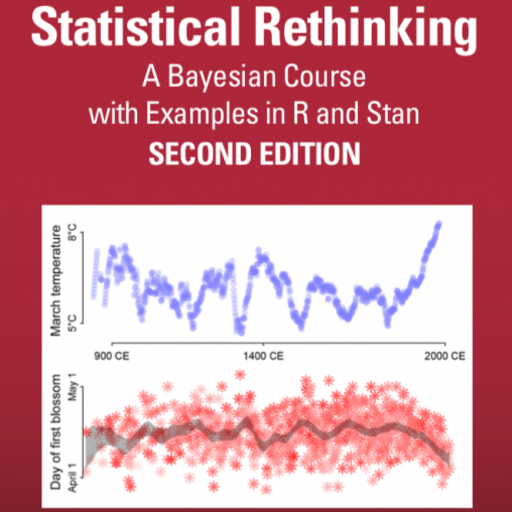 Statistical Rethinking
A Bayesian Course
with Examples in R and Stan
SECOND EDITION
March temperature
8°C
5°C
900 CE
1400 CE
2000 CE
Day of first blossom
May 1
April 1